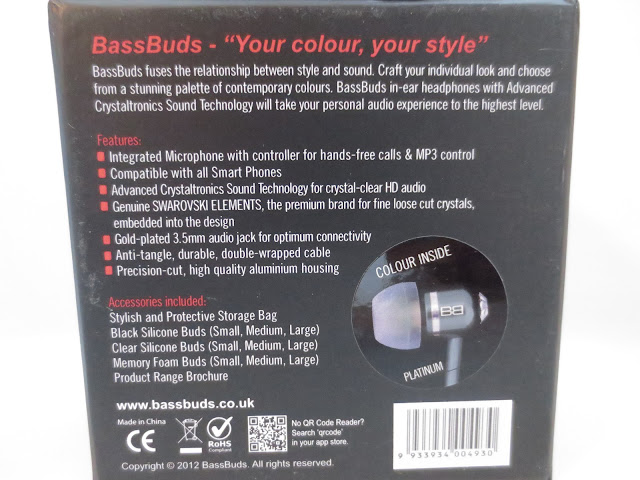 BassBuds - “Your colour, your style”
BassBuds fuses the relationship between style and sound. Craft your individual look and choose
from a stunning palette of contemporary colours. BassBuds in-ear headphones with Advanced
Crystaltronics Sound Technology will take your personal audio experience to the highest level.
Features:
Integrated Microphone with controller for hands-free calls & MP3 control
Compatible with all Smart Phones
Advanced Crystaltronics Sound Technology for crystal-clear HD audio
Genuine SWAROVSKI ELEMENTS, the premium brand for fine loose cut crystals,
embedded into the design
Gold-plated 3.5mm audio jack for optimum connectivity
Anti-tangle, durable, double-wrapped cable
Precision-cut, high quality aluminium housing
COLOUR INSIDE
BB
PLATINUM
Accessories included:
Stylish and Protective Storage Bag
Black Silicone Buds (Small, Medium, Large)
Clear Silicone Buds (Small, Medium, Large)
Memory Foam Buds (Small, Medium, Large)
Product Range Brochure
www.bassbuds.co.uk
Made in China
CE
RoHS
Compliant
No QR Code Reader?
Search 'qrcode'
in your app store.
Copyright © 2012 BassBuds. All rights reserved.
9 933934 004930